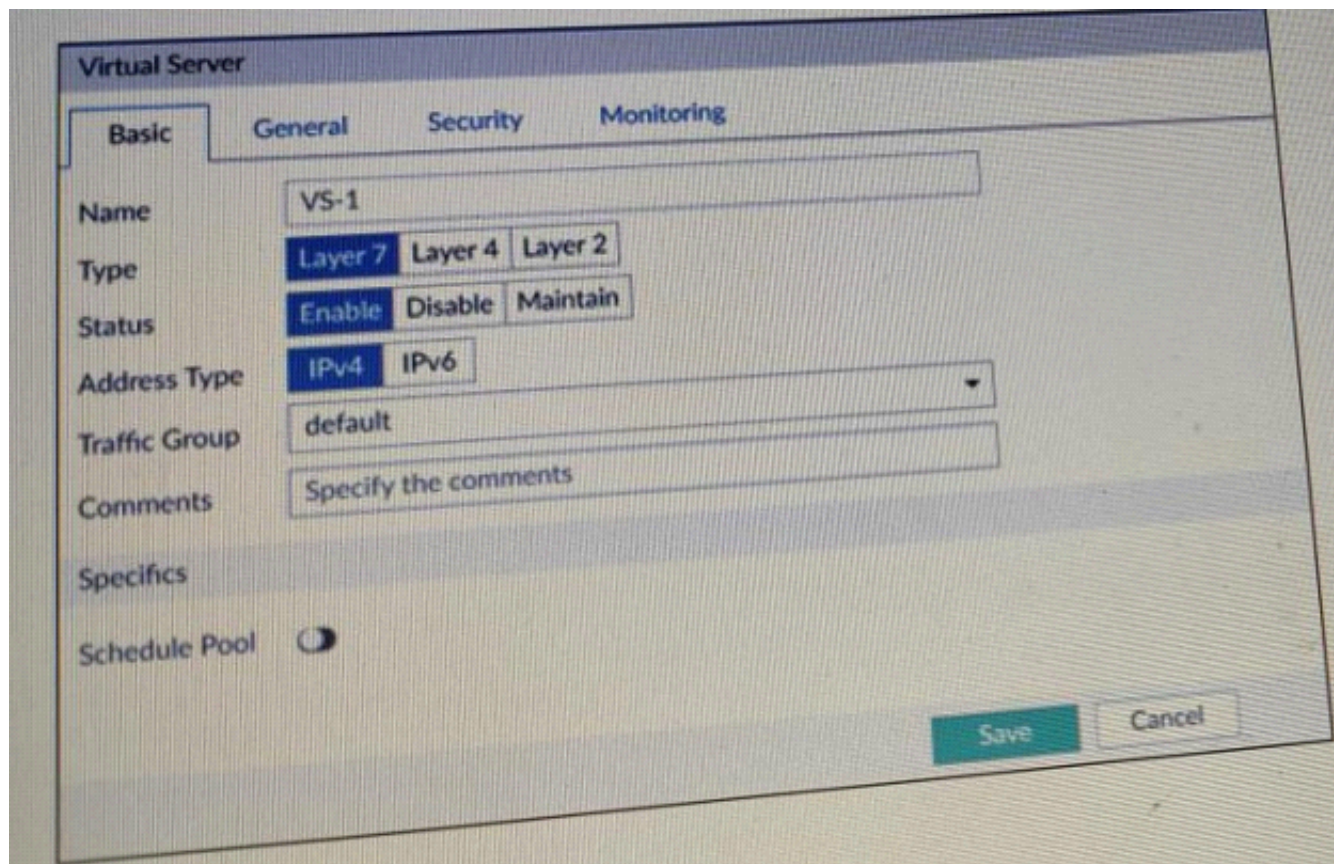 Virtual Server
Basic General Security Monitoring
Name VS-1
Type Layer 7 Layer 4 Layer 2
Status Enable Disable Maintain
Address Type IPv4 IPv6
Traffic Group default
Comments Specify the comments
Specifics
Schedule Pool
Save Cancel